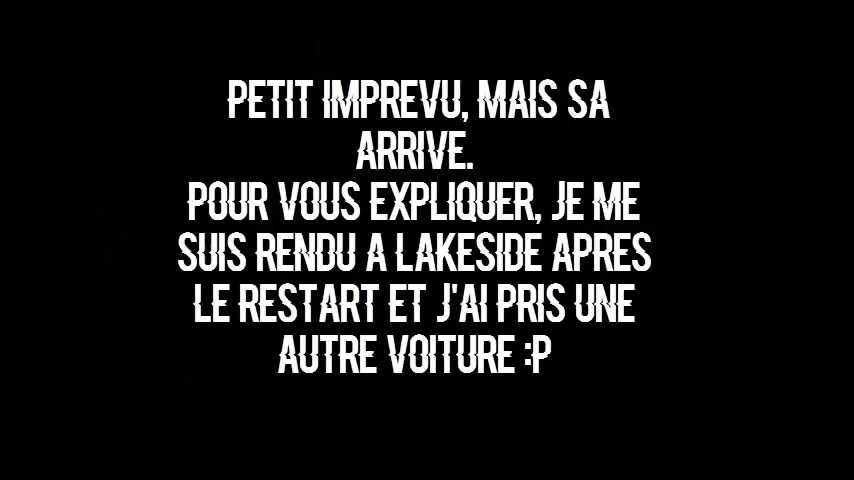 PETIT IMPREVU, MAIS SA
ARRIVE.
POUR VOUS EXPLIQUER, JE ME
SUIS RENDU A LAKESIDE APRES
LE RESTART ET J'AI PRIS UNE
AUTRE VOITURE :P